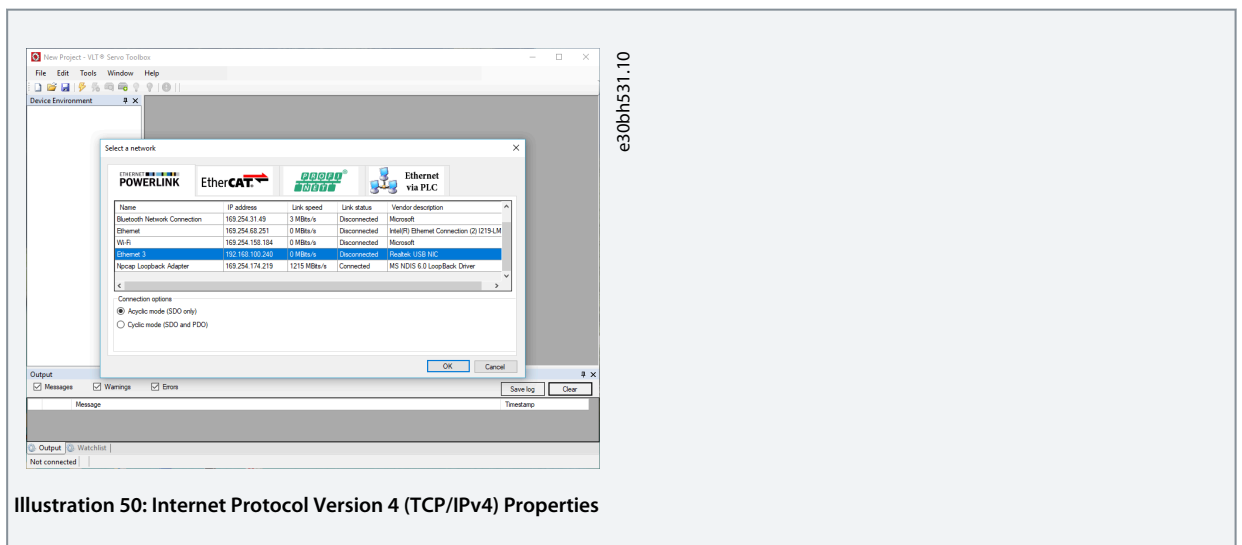 New Project - VLT® Servo Toolbox
File Edit Tools Window Help
Device Environment
Select a network
ETHERNET
POWERLINK
EtherCAT.
PROFI
NET
Ethernet
via PLC
Name IP address Link speed Link status Vendor description
Bluetooth Network Connection 169.254.31.49 3 MBits/s Disconnected Microsoft
Ethernet 169.254.68.251 0 MBits/s Disconnected Intel(R) Ethernet Connection (2) I219-LM
Wi-Fi 169.254.158.184 0 MBits/s Disconnected Microsoft
Ethernet 3 192.168.100.240 0 MBits/s Disconnected Realtek USB NIC
Npcap Loopback Adapter 169.254.174.219 1215 MBits/s Connected MS NDIS 6.0 LoopBack Driver
Connection options
Acyclic mode (SDO only)
Cyclic mode (SDO and PDO)
OK Cancel
Output
Messages Warnings Errors
Save log Clear
Message Timestamp
Output Watchlist
Not connected
e30bh531.10
Illustration 50: Internet Protocol Version 4 (TCP/IPv4) Properties